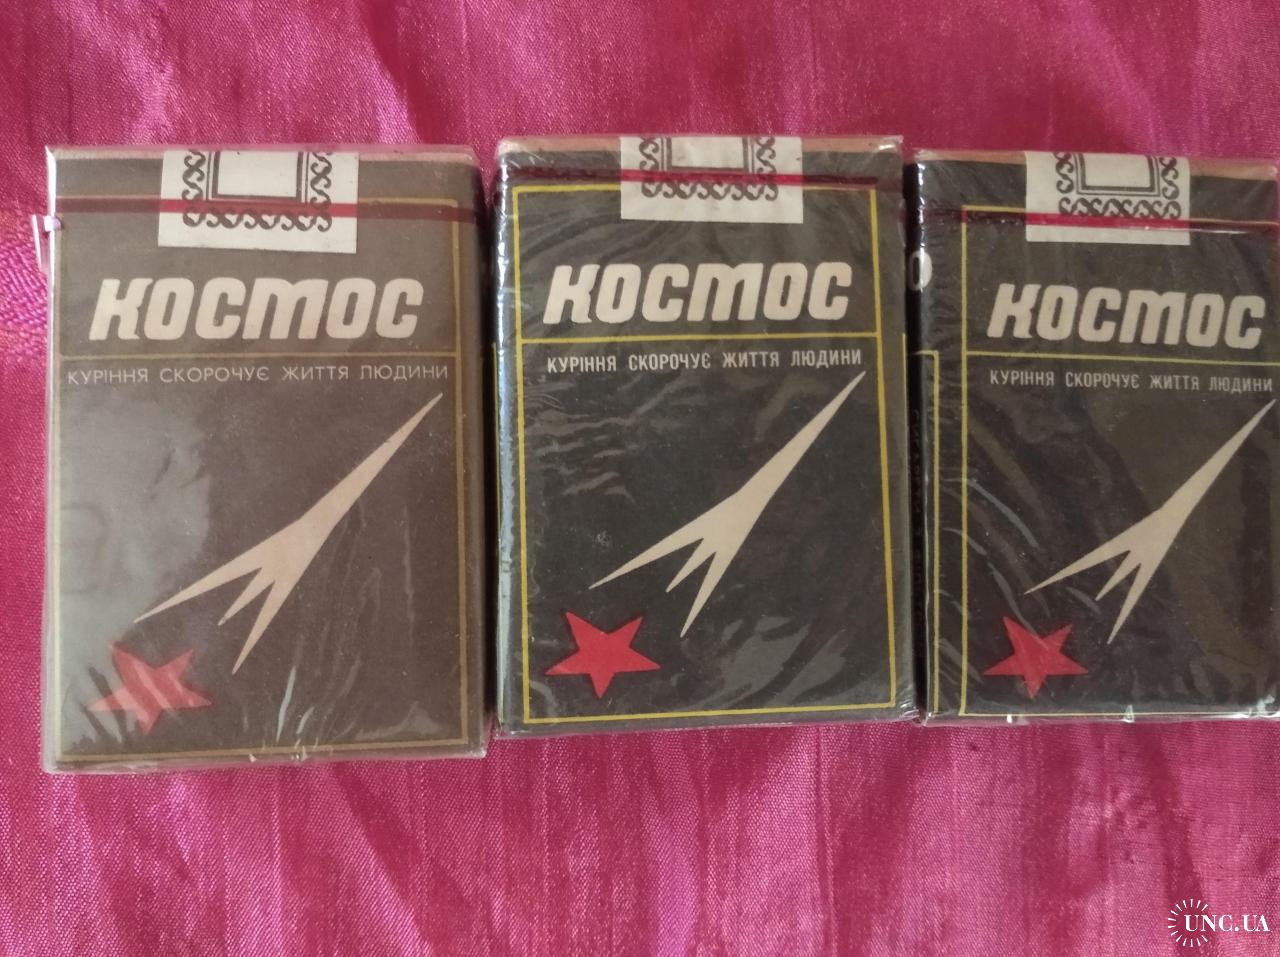 КОСМОС
КУРІННЯ СКОРОЧУЄ ЖИТТЯ ЛЮДИНИ
КОСМОС
КУРІННЯ СКОРОЧУЄ ЖИТТЯ ЛЮДИНИ
КОСМОС
КУРІННЯ СКОРОЧУЄ ЖИТТЯ ЛЮДИНИ
UNC.UA